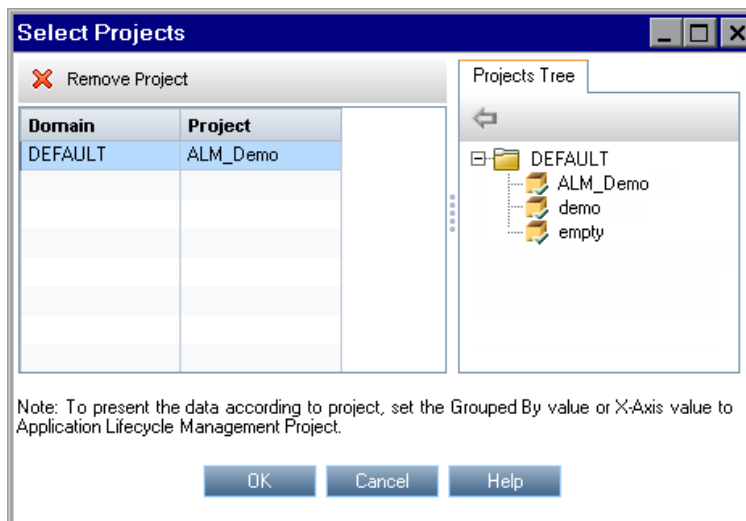 Select Projects
Remove Project
Domain Project
DEFAULT ALM_Demo
Projects Tree
DEFAULT
ALM_Demo
demo
empty
Note: To present the data according to project, set the Grouped By value or X-Axis value to
Application Lifecycle Management Project.
OK Cancel Help